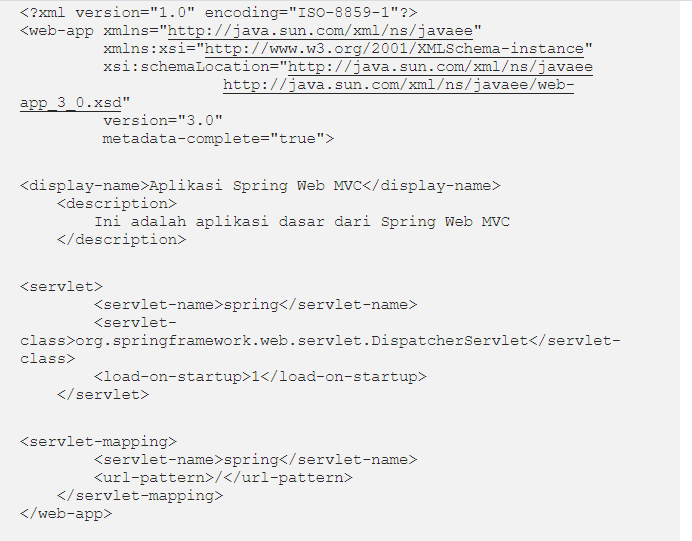 <?xml version="1.0" encoding="ISO-8859-1"?>
<web-app xmlns="http://java.sun.com/xml/ns/javaee"
         xmlns:xsi="http://www.w3.org/2001/XMLSchema-instance"
         xsi:schemaLocation="http://java.sun.com/xml/ns/javaee
                      http://java.sun.com/xml/ns/javaee/web-
app_3_0.xsd"
         version="3.0"
         metadata-complete="true">
<display-name>Aplikasi Spring Web MVC</display-name>
    <description>
        Ini adalah aplikasi dasar dari Spring Web MVC
    </description>
<servlet>
        <servlet-name>spring</servlet-name>
        <servlet-
class>org.springframework.web.servlet.DispatcherServlet</servlet-
class>
        <load-on-startup>1</load-on-startup>
    </servlet>
<servlet-mapping>
        <servlet-name>spring</servlet-name>
        <url-pattern>/</url-pattern>
    </servlet-mapping>
</web-app>